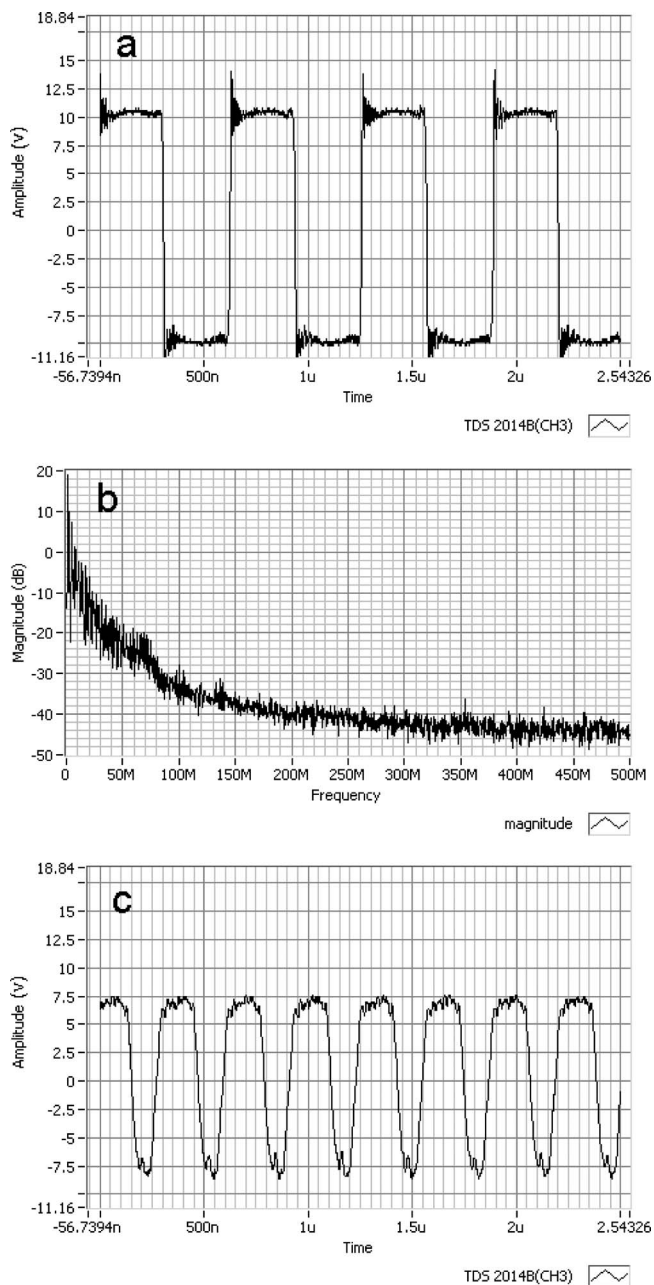 a
18.84
15
12.5
10
7.5
5
2.5
0
-2.5
-5
-7.5
-11.16
Amplitude (V)
-56.7394n 500n 1u 1.5u 2u 2.54326
Time
TDS 2014B(CH3)
b
20
10
0
-10
-20
-30
-40
-50
Magnitude (dB)
0 50M 100M 150M 200M 250M 300M 350M 400M 450M 500M
Frequency
magnitude
c
18.84
15
12.5
10
7.5
5
2.5
0
-2.5
-5
-7.5
-11.16
Amplitude (V)
-56.7394n 500n 1u 1.5u 2u 2.54326
Time
TDS 2014B(CH3)